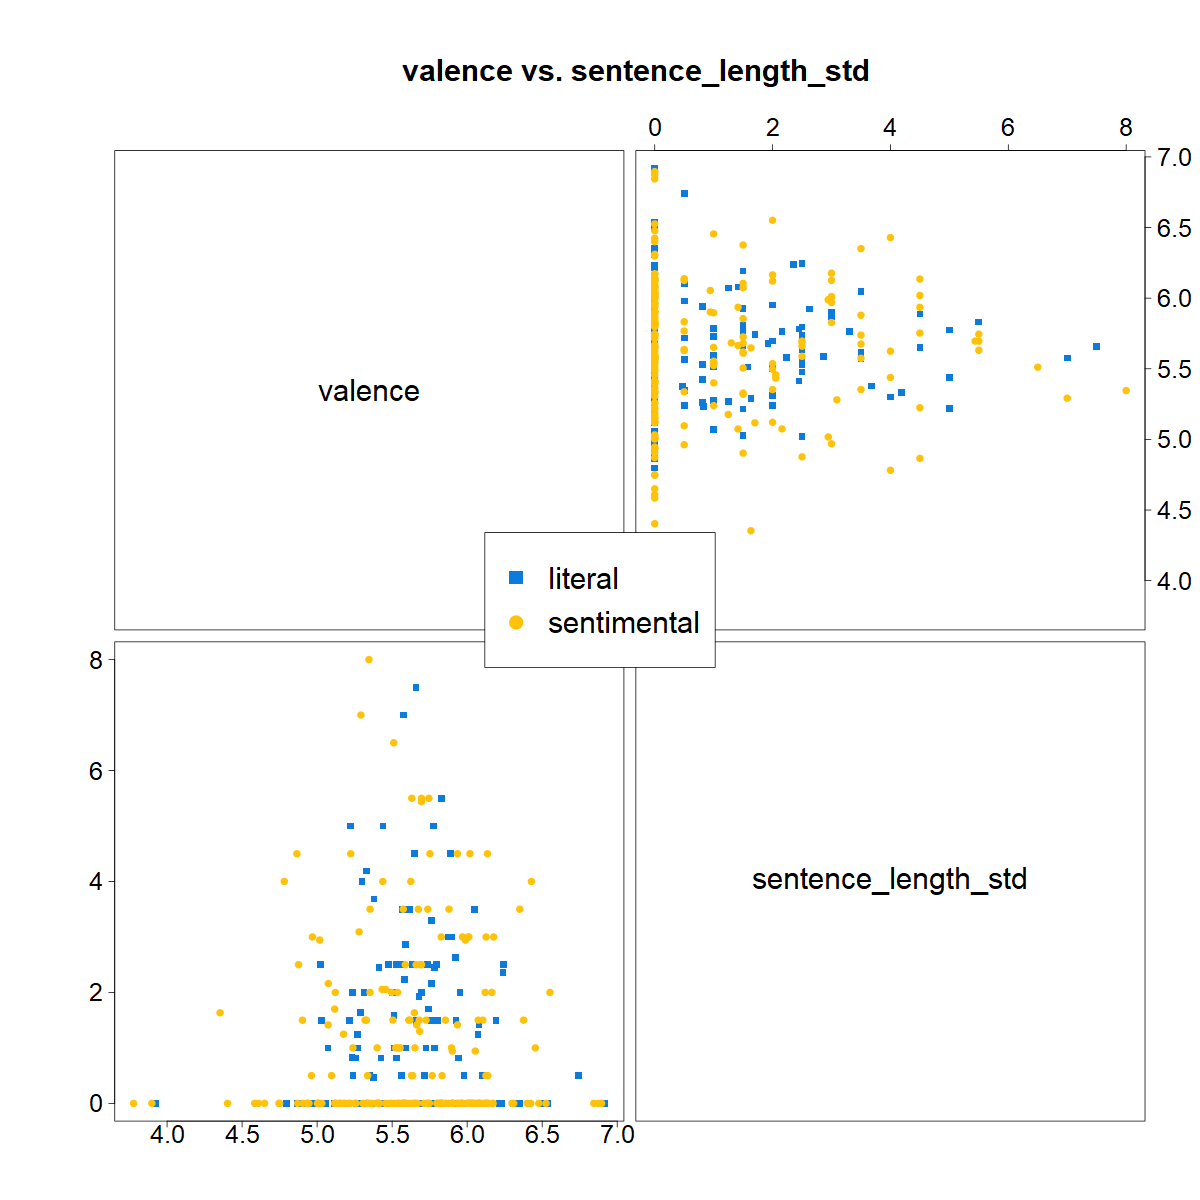 valence vs. sentence_length_std
0 2 4 6 8
7.0
6.5
6.0
5.5
5.0
4.5
4.0
valence
literal
sentimental
8
6
4
2
0
sentence_length_std
4.0 4.5 5.0 5.5 6.0 6.5 7.0